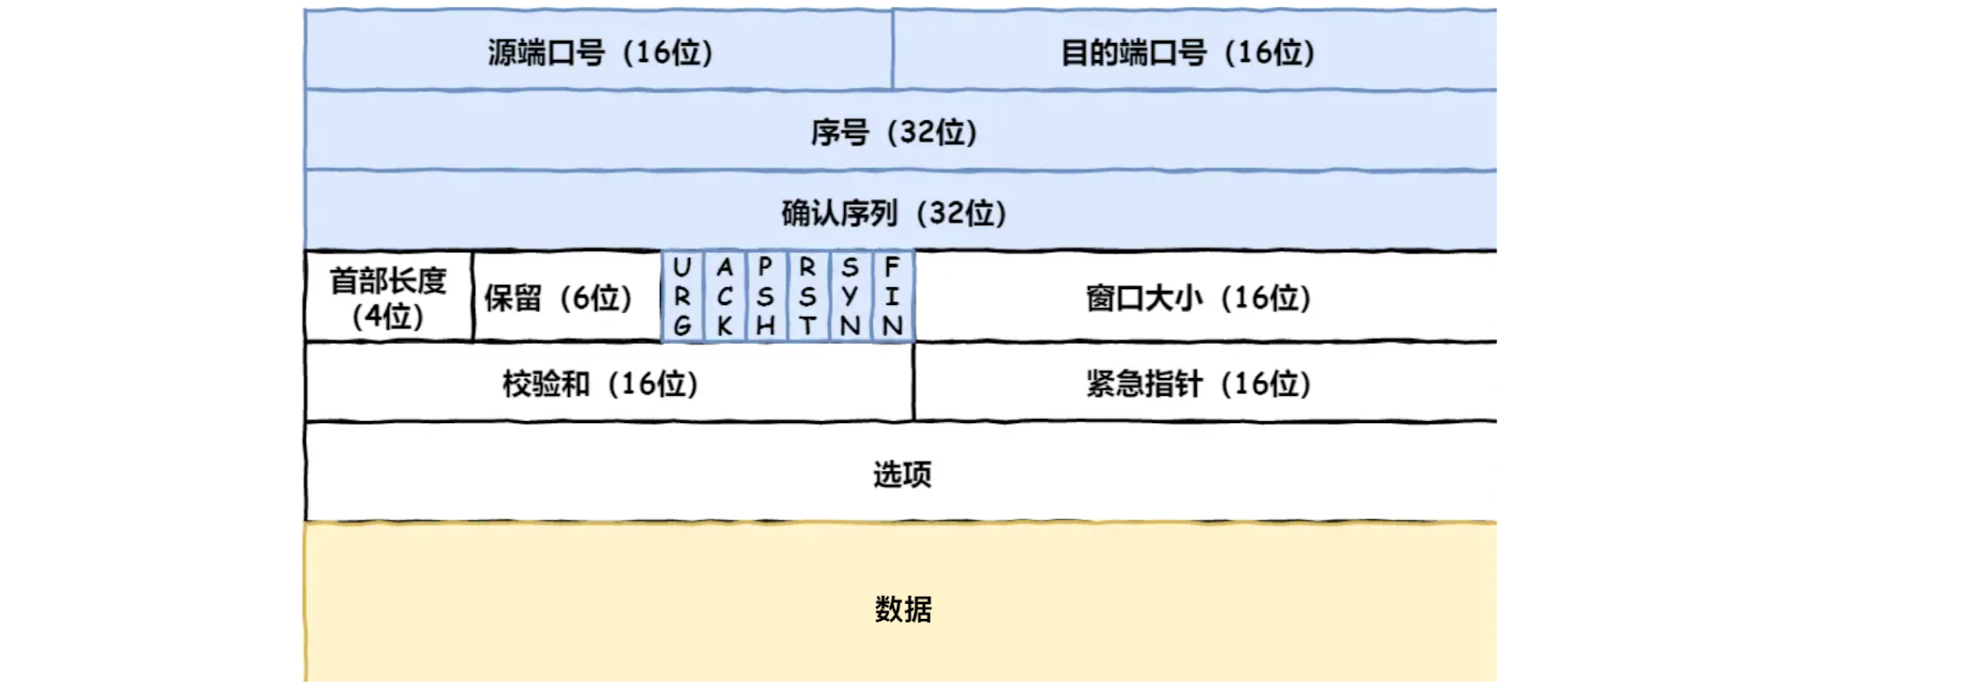 源端口号（16位）
目的端口号（16位）
序号（32位）
确认序列（32位）
首部长度
（4位）
保留（6位）
URG
ACK
PSH
RST
SYN
FIN
窗口大小（16位）
校验和（16位）
紧急指针（16位）
选项
数据